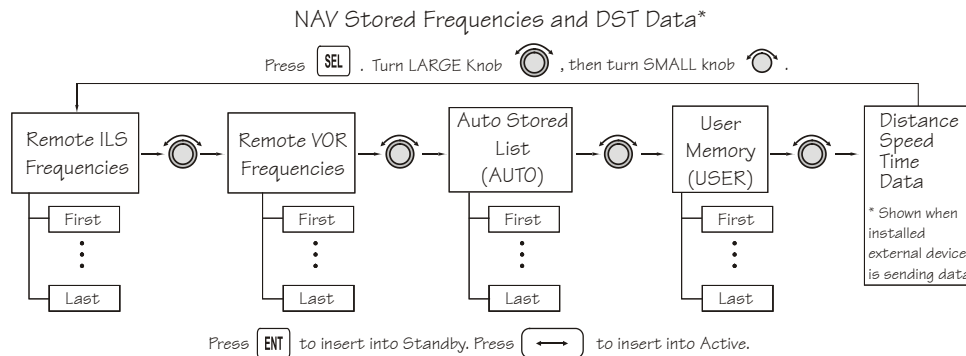 NAV Stored Frequencies and DST Data*
Press SEL . Turn LARGE Knob , then turn SMALL knob .
Remote ILS
Frequencies
First
Last
Remote VOR
Frequencies
First
Last
Auto Stored
List
(AUTO)
First
Last
User
Memory
(USER)
First
Last
Distance
Speed
Time
Data
* Shown when
installed
external device
is sending data
Press ENT to insert into Standby. Press to insert into Active.